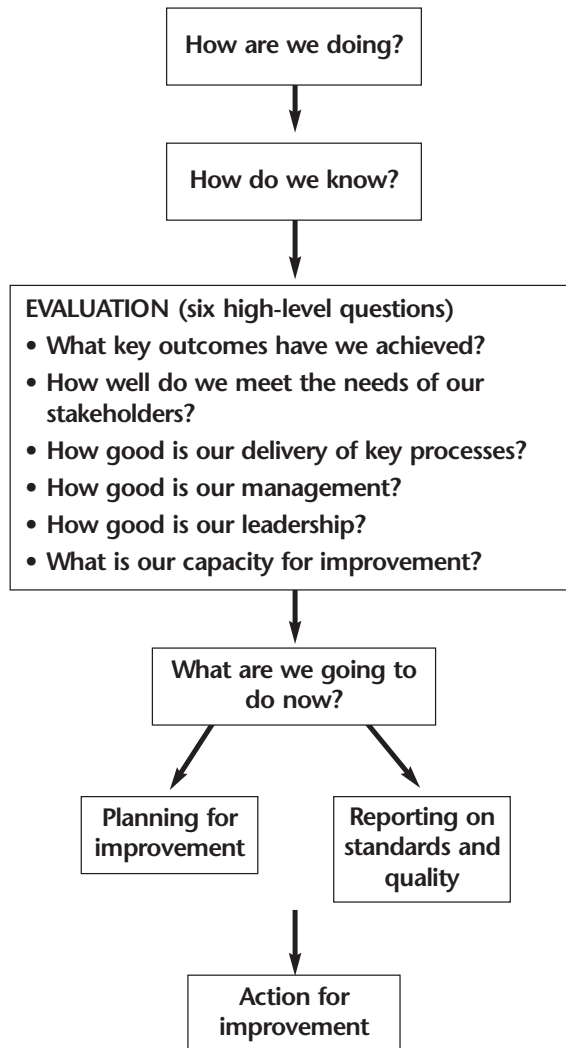 How are we doing?
How do we know?
EVALUATION (six high-level questions)
• What key outcomes have we achieved?
• How well do we meet the needs of our
stakeholders?
• How good is our delivery of key processes?
• How good is our management?
• How good is our leadership?
• What is our capacity for improvement?
What are we going to
do now?
Planning for
improvement
Reporting on
standards and
quality
Action for
improvement